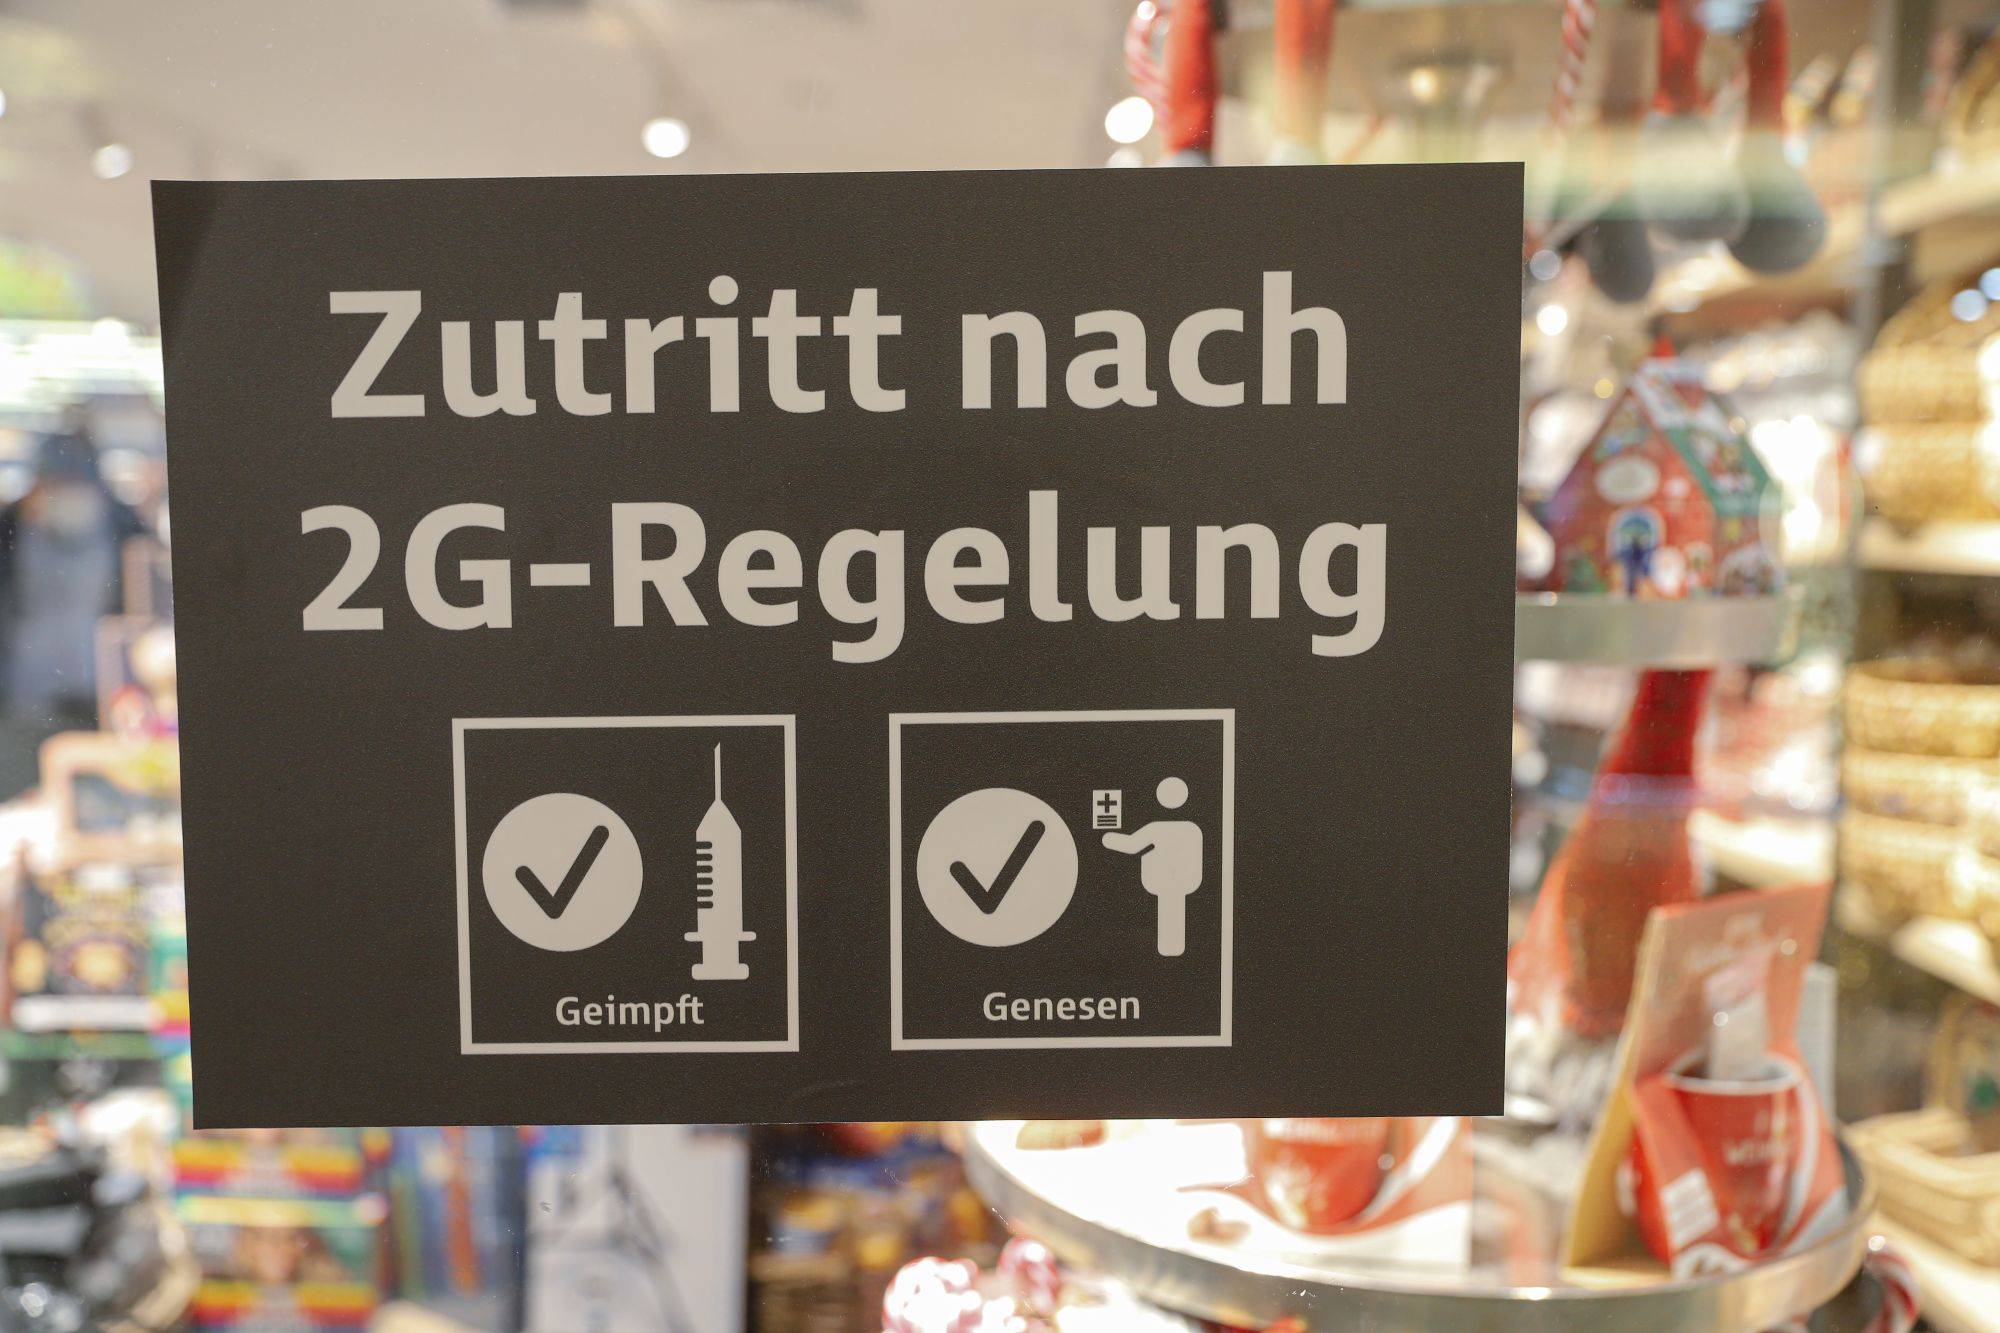 Zutritt nach
2G-Regelung
Geimpft
Genesen